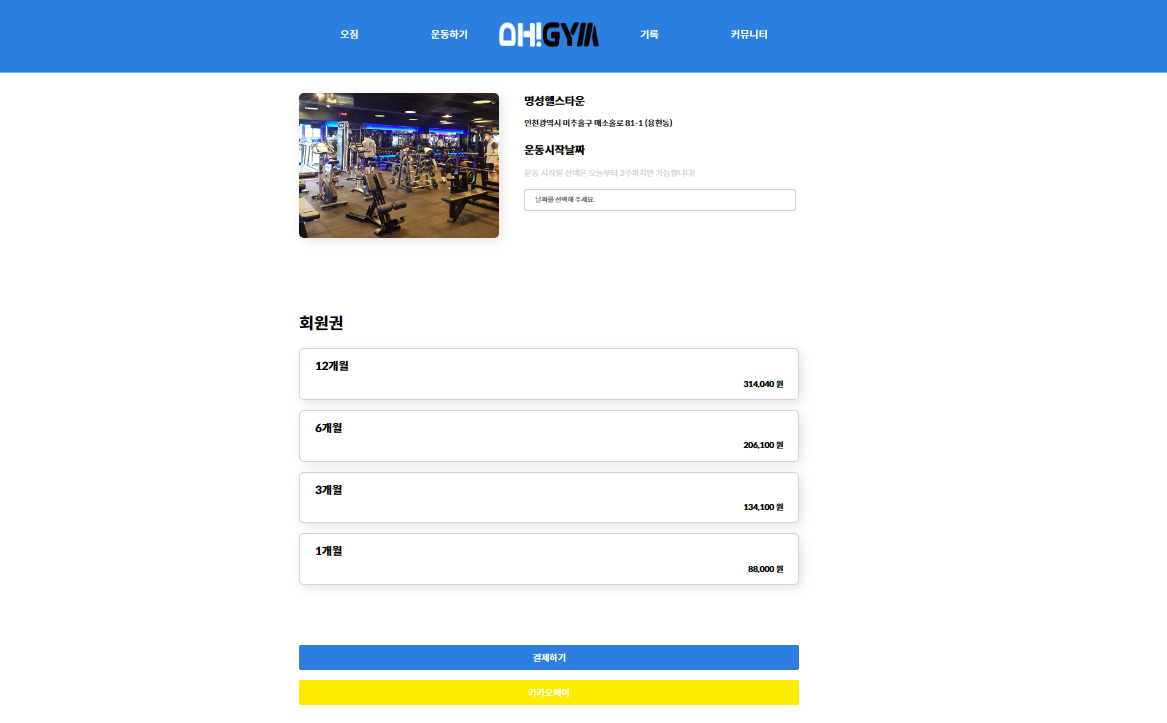 오짐
운동하기
OH!GYM
기록
커뮤니티
명성헬스타운
인천광역시 미추홀구 매소홀로 81-1 (용현동)
운동시작날짜
운동 시작일 선택은 오늘부터 2주까지만 가능합니다!
날짜를 선택해 주세요.
회원권
12개월
314,040 원
6개월
206,100 원
3개월
134,100 원
1개월
88,000 원
결제하기
카카오페이